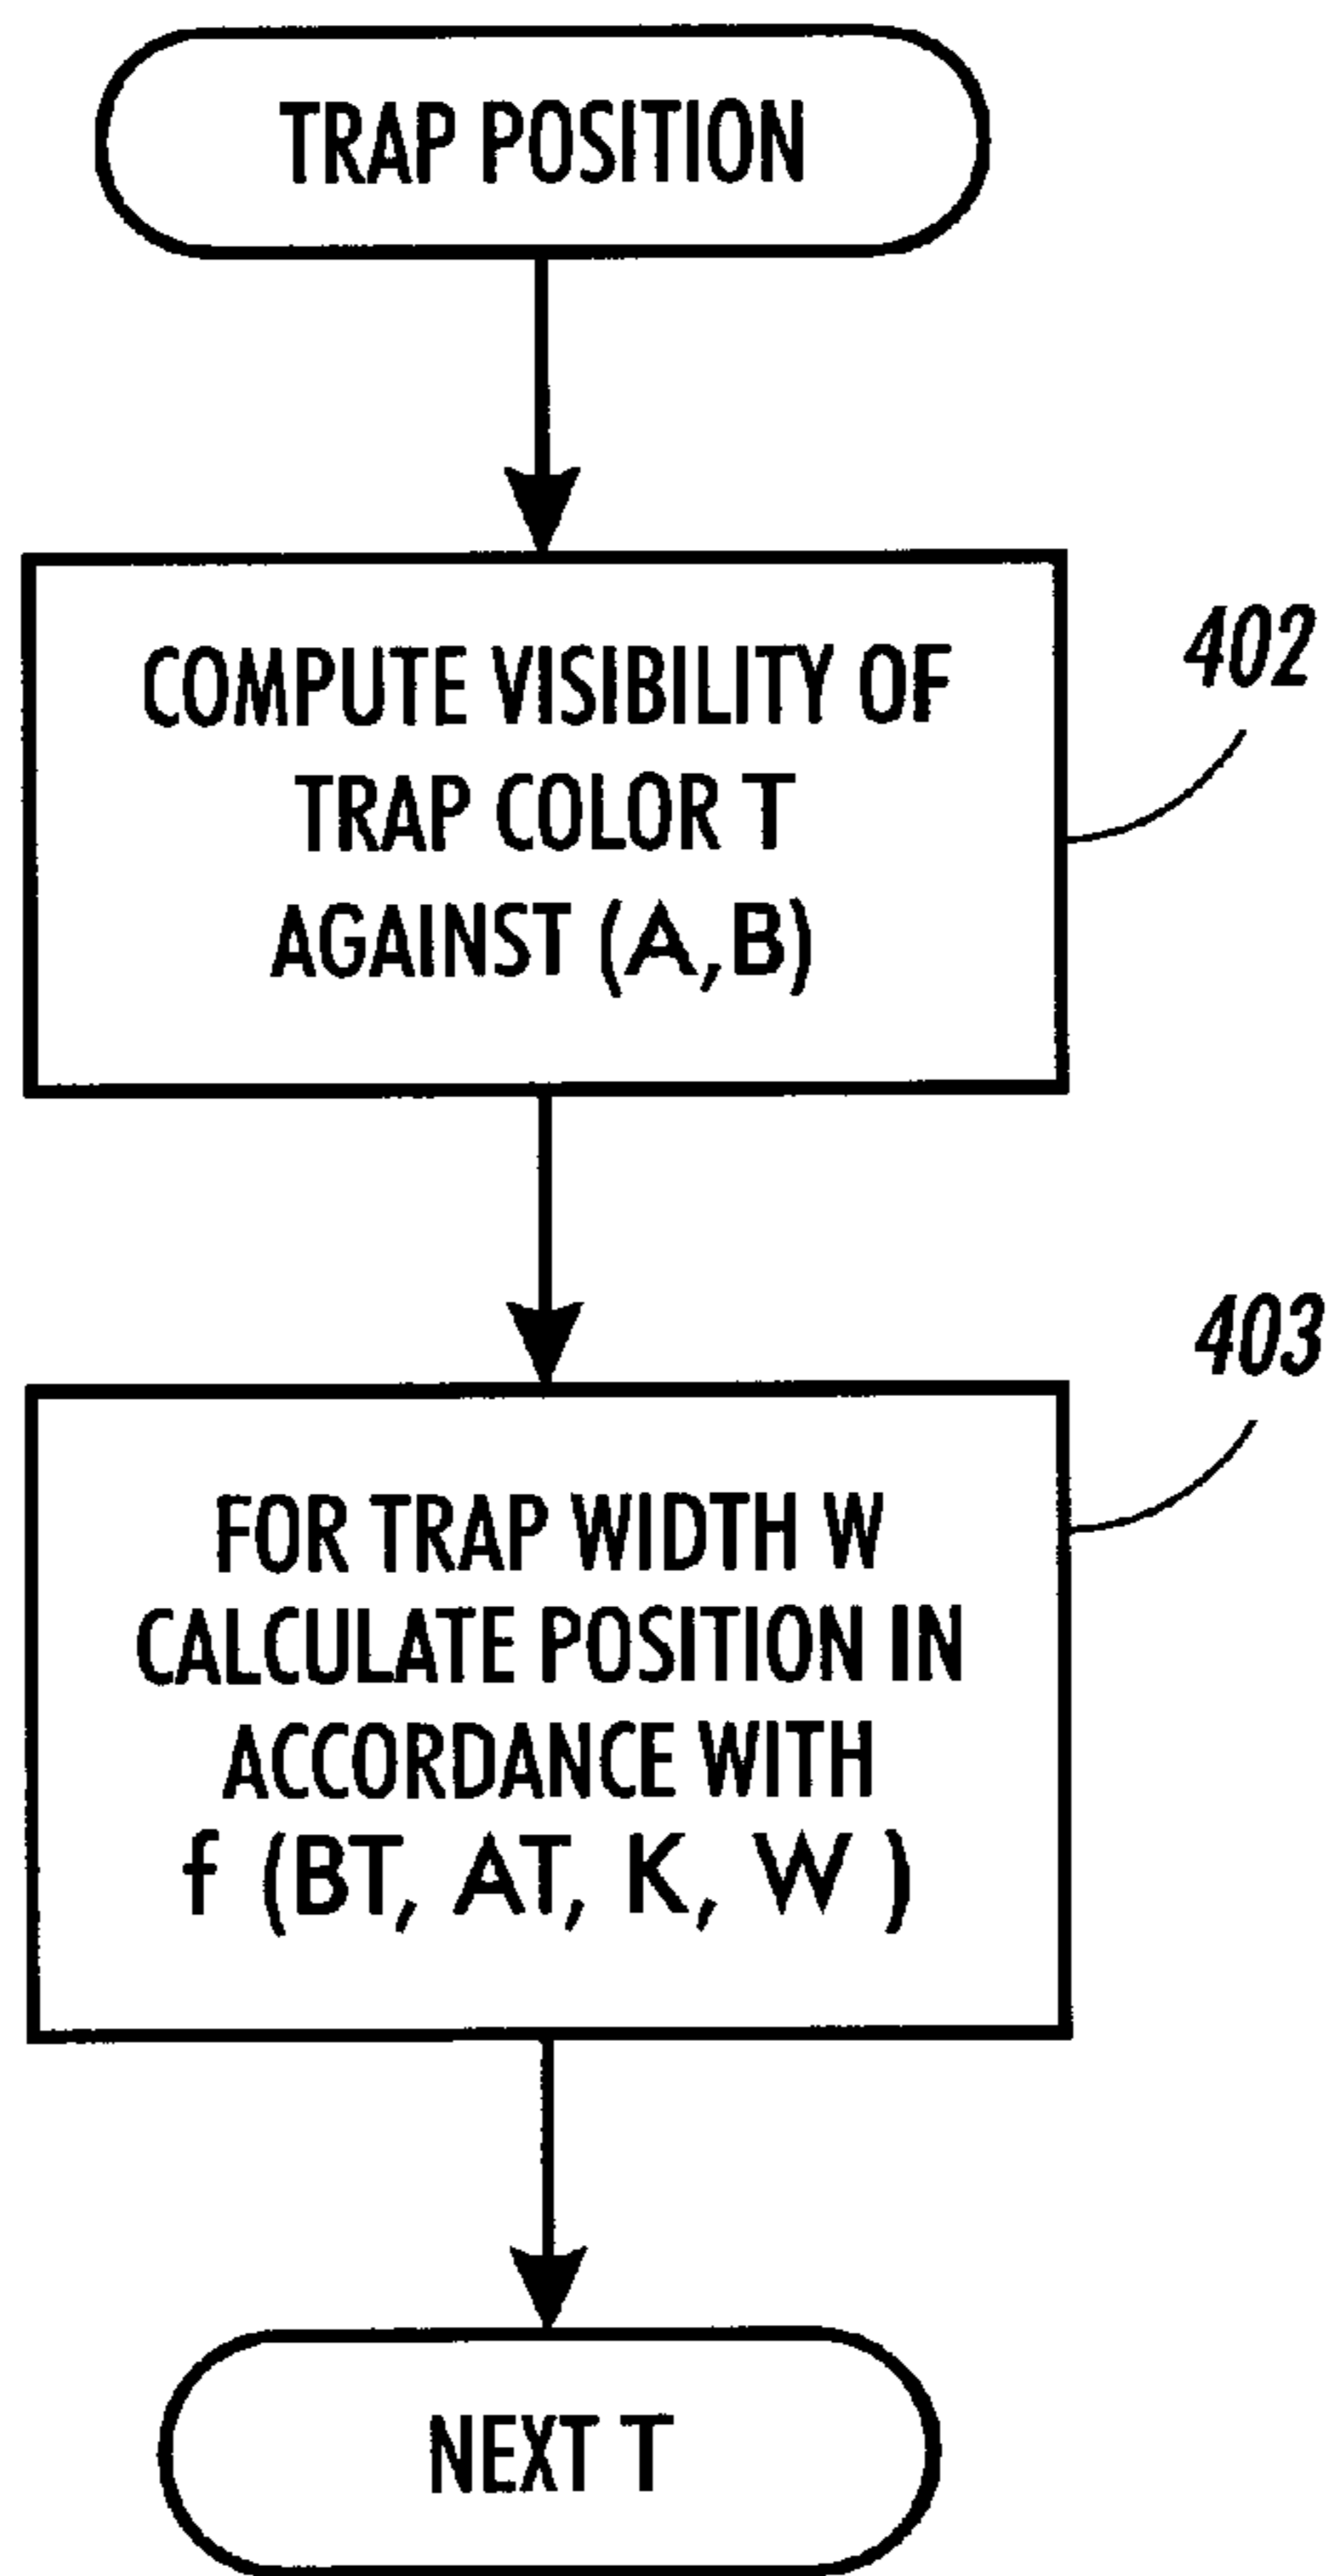 TRAP POSITION
402
COMPUTE VISIBILITY OF
TRAP COLOR T
AGAINST (A,B)
403
FOR TRAP WIDTH W
CALCULATE POSITION IN
ACCORDANCE WITH
f (BT, AT, K, W )
NEXT T